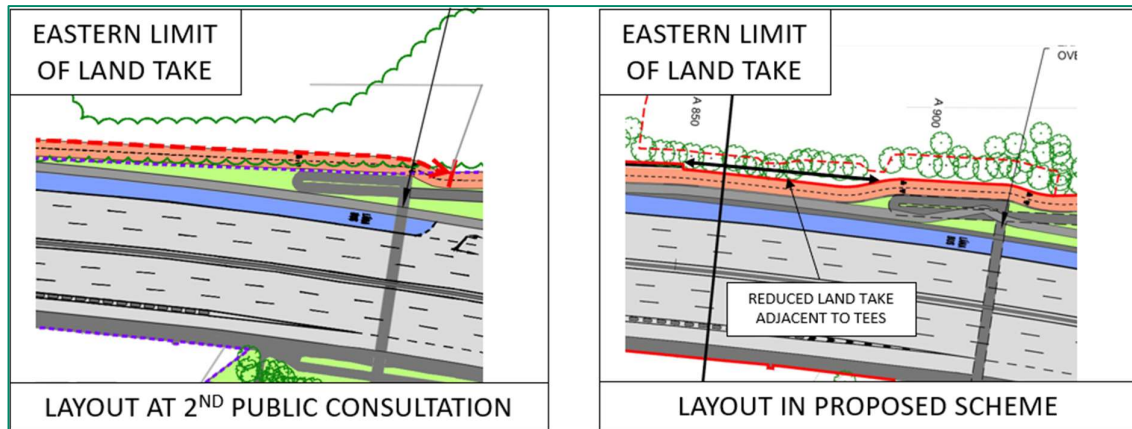 EASTERN LIMIT
OF LAND TAKE
LAYOUT AT 2ND PUBLIC CONSULTATION
EASTERN LIMIT
OF LAND TAKE
A 850
A 900
OVE
REDUCED LAND TAKE
ADJACENT TO TEES
LAYOUT IN PROPOSED SCHEME